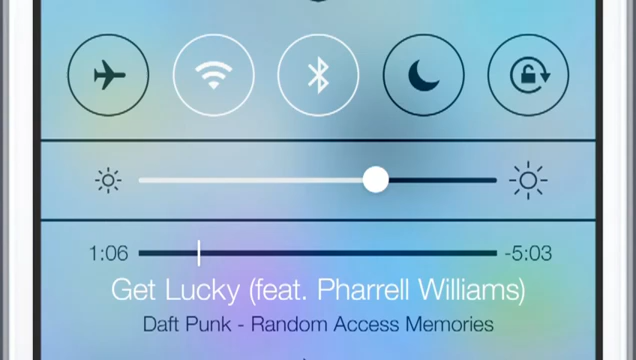 1:06 -5:03
Get Lucky (feat. Pharrell Williams)
Daft Punk - Random Access Memories